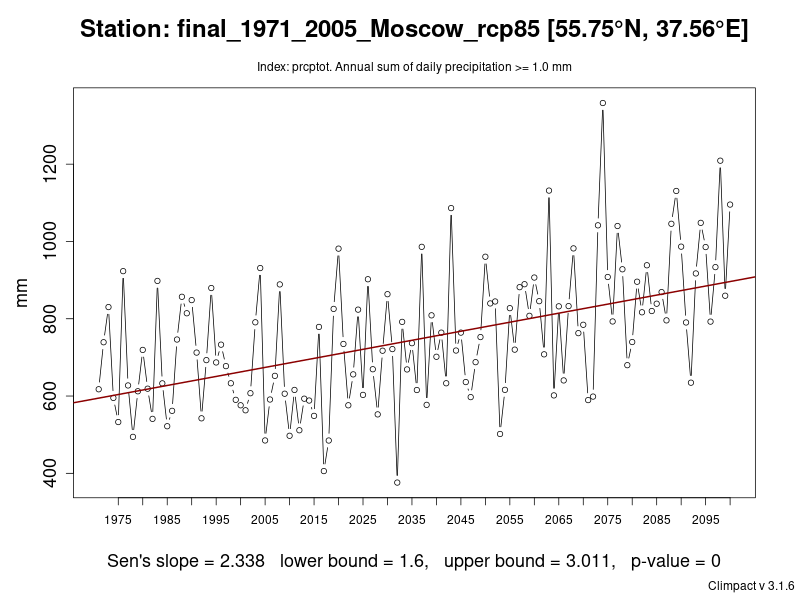 Station: final_1971_2005_Moscow_rcp85 [55.75°N, 37.56°E]
Index: prcptot. Annual sum of daily precipitation >= 1.0 mm
mm
1200
1000
800
600
400
1975 1985 1995 2005 2015 2025 2035 2045 2055 2065 2075 2085 2095
Sen's slope = 2.338 lower bound = 1.6, upper bound = 3.011, p-value = 0
Climpact v 3.1.6